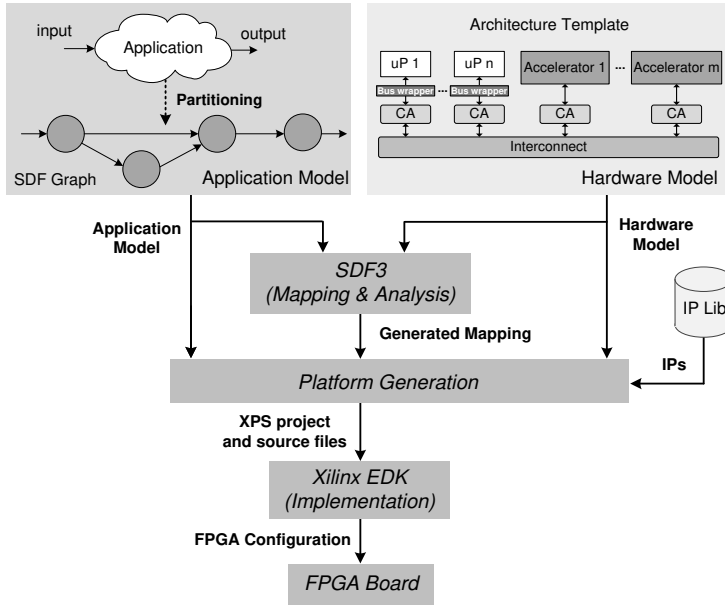 input
Application
output
Partitioning
SDF Graph
Application Model
Architecture Template
uP 1
uP n
Accelerator 1
...
Accelerator m
Bus wrapper
...
Bus wrapper
CA
CA
CA
CA
Interconnect
Hardware Model
Application
Model
Hardware
Model
SDF3
(Mapping & Analysis)
IP Lib
Generated Mapping
IPs
Platform Generation
XPS project
and source files
Xilinx EDK
(Implementation)
FPGA Configuration
FPGA Board